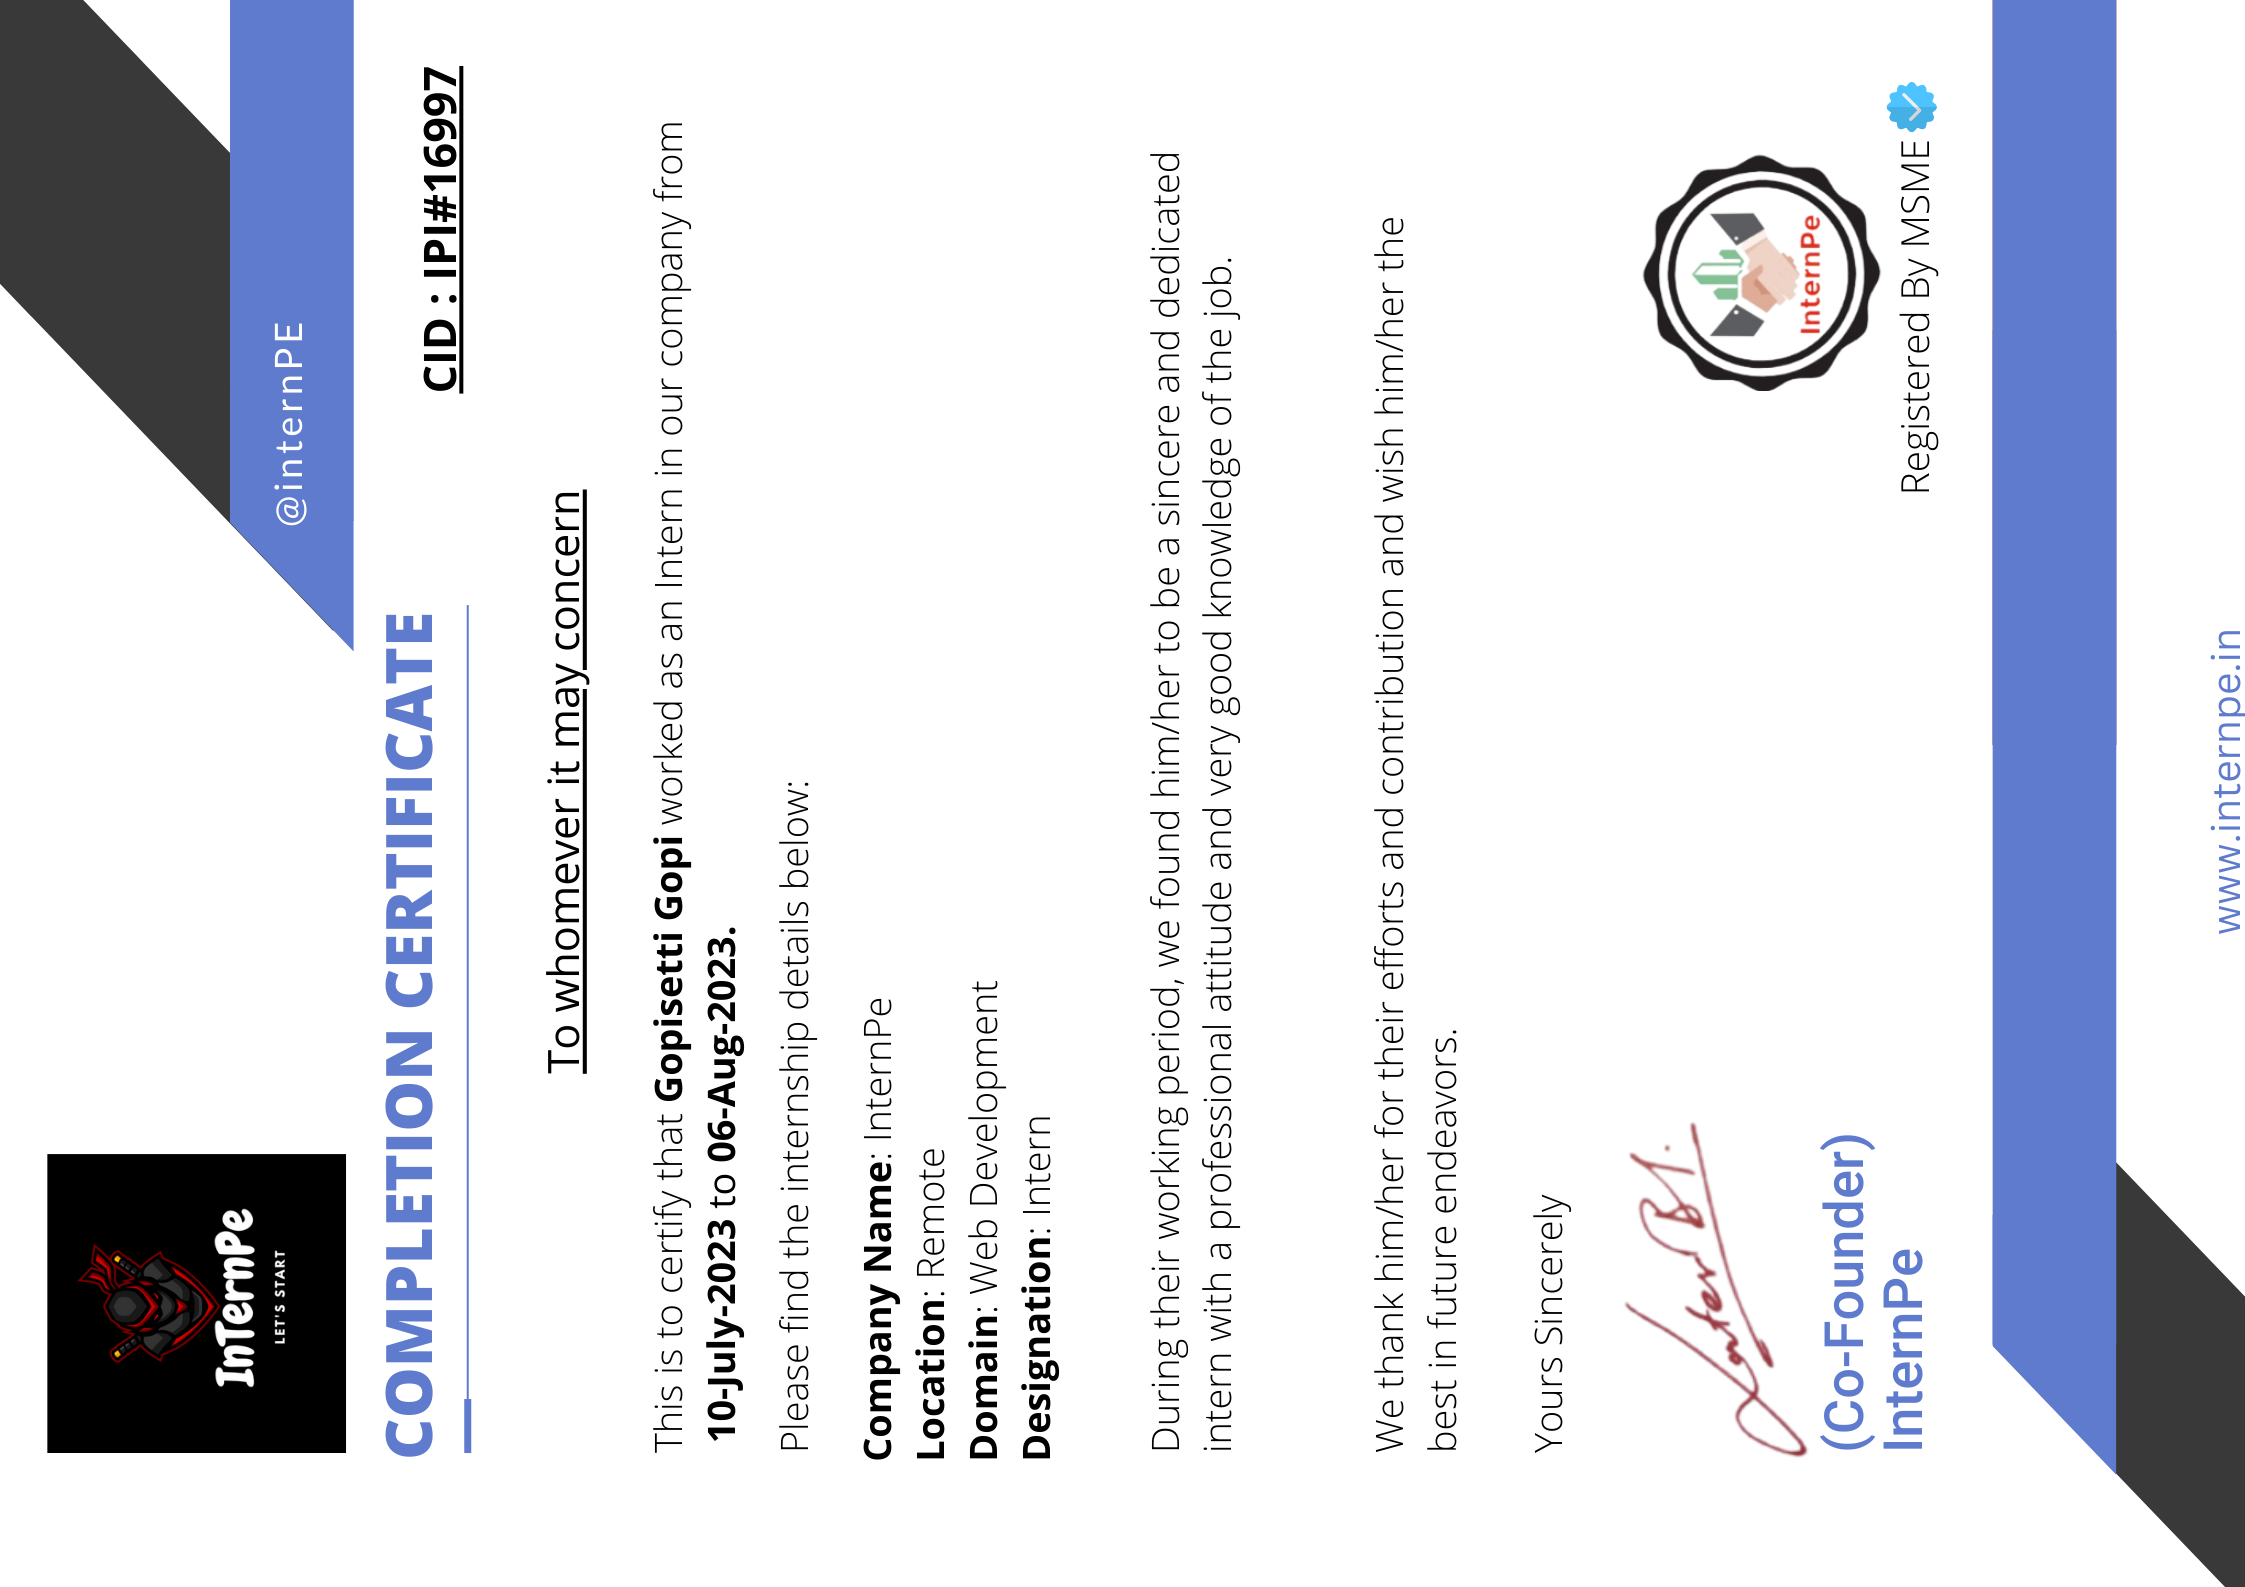 @internPE
InTernPe
LET'S START
COMPLETION CERTIFICATE
CID : IPI#16997
To whomever it may concern
This is to certify that Gopisetti Gopi worked as an Intern in our company from
10-July-2023 to 06-Aug-2023.
Please find the internship details below:
Company Name: InternPe
Location: Remote
Domain: Web Development
Designation: Intern
During their working period, we found him/her to be a sincere and dedicated
intern with a professional attitude and very good knowledge of the job.
We thank him/her for their efforts and contribution and wish him/her the
best in future endeavors.
Yours Sincerely
(Co-Founder)
InternPe
InternPe
Registered By MSME
www.internpe.in